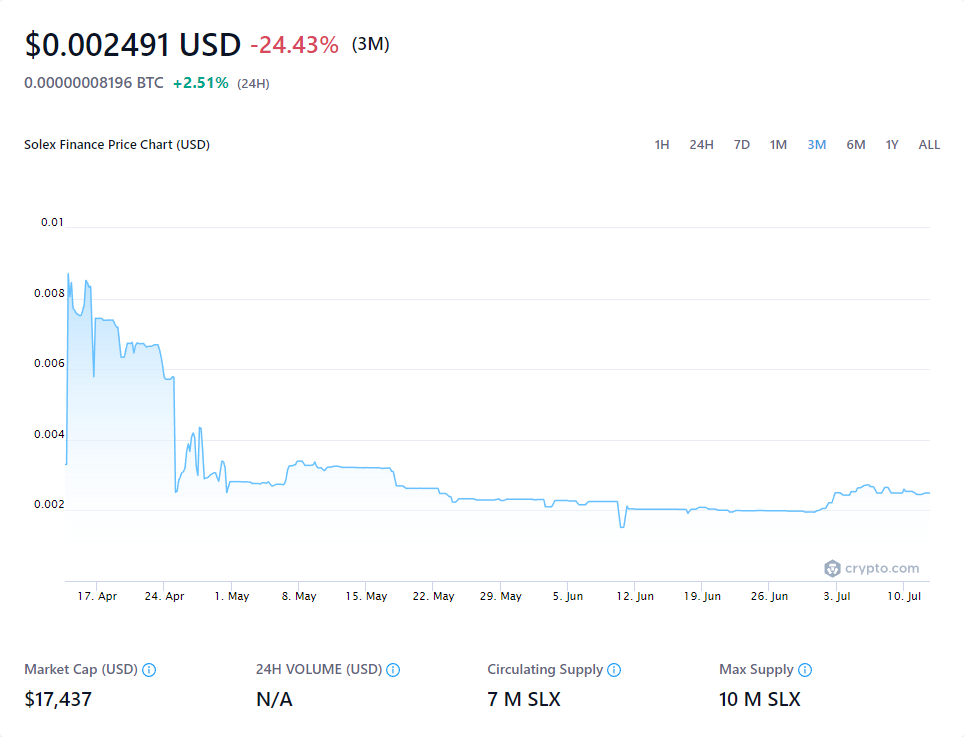 $0.002491 USD -24.43% (3M)
0.00000008196 BTC +2.51% (24H)
Solex Finance Price Chart (USD) 1H 24H 7D 1M 3M 6M 1Y ALL
0.01
0.008
0.006
0.004
0.002
crypto.com
17. Apr 24. Apr 1. May 8. May 15. May 22. May 29. May 5. Jun 12. Jun 19. Jun 26. Jun 3. Jul 10. Jul
Market Cap (USD) 24H VOLUME (USD) Circulating Supply Max Supply
$17,437 N/A 7 M SLX 10 M SLX